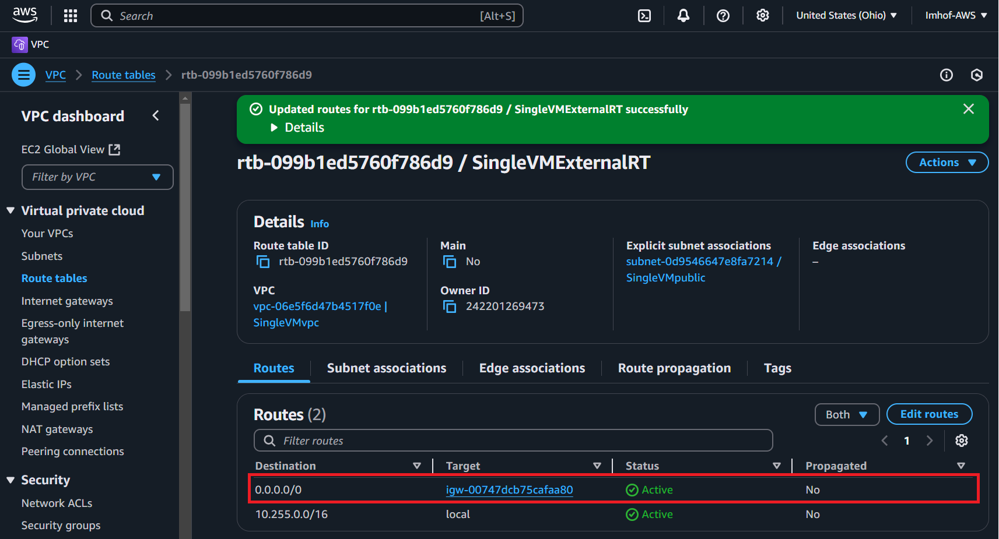 aws
Search [Alt+S]
United States (Ohio)
Imhof-AWS
VPC
VPC
Route tables
rtb-099b1ed5760f786d9
VPC dashboard
EC2 Global View
Filter by VPC
Virtual private cloud
Your VPCs
Subnets
Route tables
Internet gateways
Egress-only internet
gateways
DHCP option sets
Elastic IPs
Managed prefix lists
NAT gateways
Peering connections
Security
Network ACLs
Security groups
Updated routes for rtb-099b1ed5760f786d9 / SingleVMExternalRT successfully
Details
rtb-099b1ed5760f786d9 / SingleVMExternalRT
Actions
Details Info
Route table ID
rtb-099b1ed5760f786d9
VPC
vpc-06e5f6d47b4517f0e |
SingleVMvpc
Main
No
Owner ID
242201269473
Explicit subnet associations
subnet-0d9546647e8fa7214 /
SingleVMpublic
Edge associations
–
Routes
Subnet associations
Edge associations
Route propagation
Tags
Routes (2)
Both
Edit routes
Filter routes
1
Destination Target Status Propagated
0.0.0.0/0 igw-00747dcb75cafaa80 Active No
10.255.0.0/16 local Active No